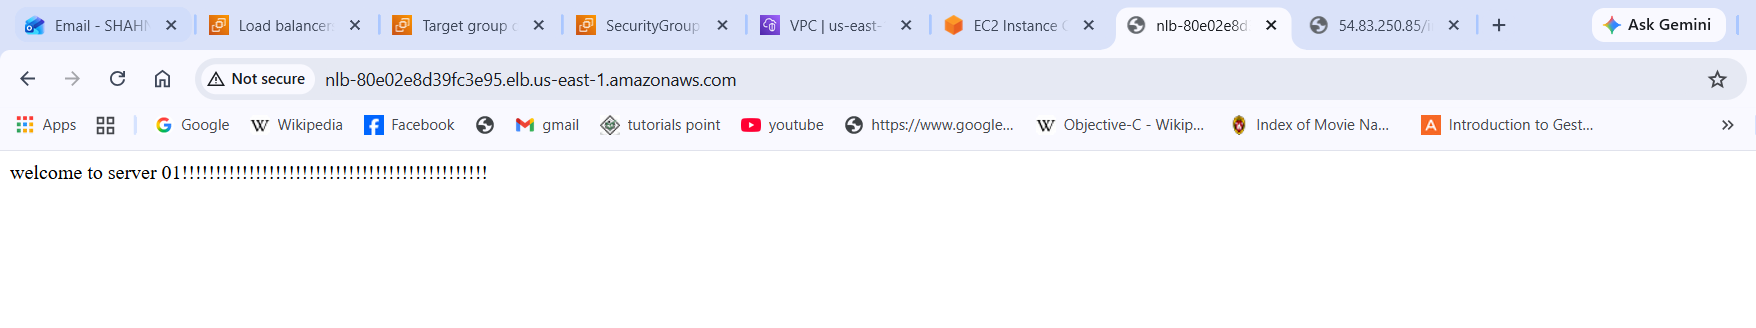 Email - SHAHN Load balancer Target group c SecurityGroup VPC | us-east- EC2 Instance C nlb-80e02e8d 54.83.250.85/i Ask Gemini
Not secure nlb-80e02e8d39fc3e95.elb.us-east-1.amazonaws.com
Apps Google Wikipedia Facebook gmail tutorials point youtube https://www.google... Objective-C - Wikip... Index of Movie Na... Introduction to Gest...
welcome to server 01!!!!!!!!!!!!!!!!!!!!!!!!!!!!!!!!!!!!!!!!!!!!!!